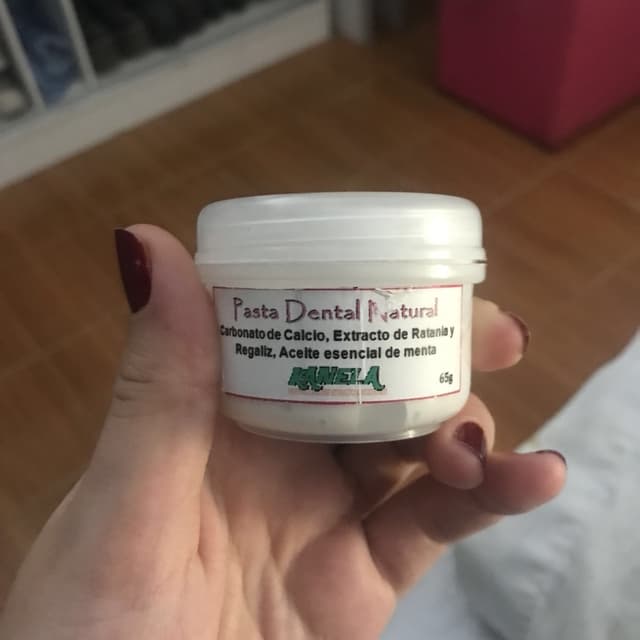 Pasta Dental Natural
Carbonato de Calcio, Extracto de Ratania y
Regaliz, Aceite esencial de menta
KANELA
65g